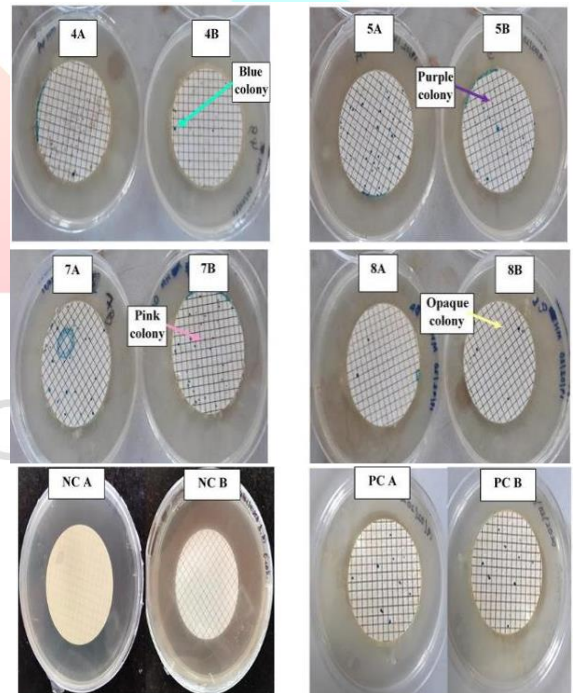 4A
4B
Blue
colony
5A
5B
Purple
colony
7A
7B
Pink
colony
8A
8B
Opaque
colony
NC A
NC B
PC A
PC B